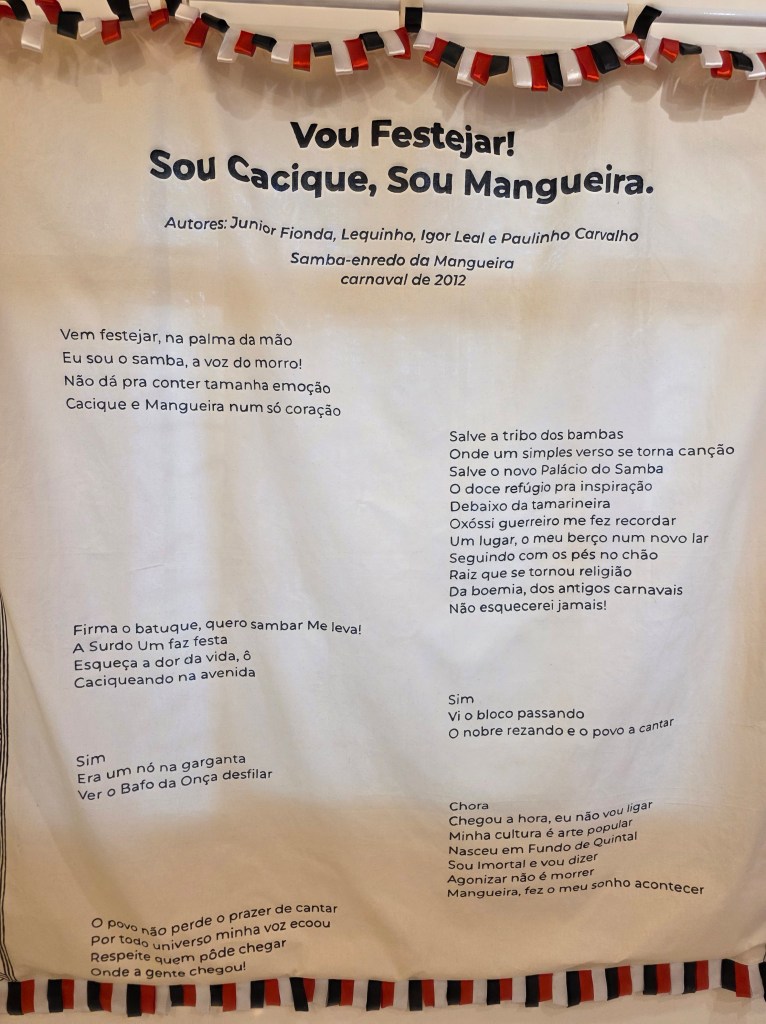 Vou Festejar!
Sou Cacique, Sou Mangueira.
Autores: Junior Fionda, Lequinho, Igor Leal e Paulinho Carvalho
Samba-enredo da Mangueira
carnaval de 2012
Vem festejar, na palma da mão
Eu sou o samba, a voz do morro!
Não dá pra conter tamanha emoção
Cacique e Mangueira num só coração
Salve a tribo dos bambas
Onde um simples verso se torna canção
Salve o novo Palácio do Samba
O doce refúgio pra inspiração
Debaixo da tamarineira
Oxóssi guerreiro me fez recordar
Um lugar, o meu berço num novo lar
Seguindo com os pés no chão
Raiz que se tornou religião
Da boemia, dos antigos carnavais
Não esquecerei jamais!
Firma o batuque, quero sambar Me leva!
A Surdo Um faz festa
Esqueça a dor da vida, ô
Caciqueando na avenida
Sim
Vi o bloco passando
O nobre rezando e o povo a cantar
Sim
Era um nó na garganta
Ver o Bafo da Onça desfilar
Chora
Chegou a hora, eu não vou ligar
Minha cultura é arte popular
Nasceu em Fundo de Quintal
Sou Imortal e vou dizer
Agonizar não é morrer
Mangueira, fez o meu sonho acontecer
O povo não perde o prazer de cantar
Por todo universo minha voz ecoou
Respeite quem pôde chegar
Onde a gente chegou!